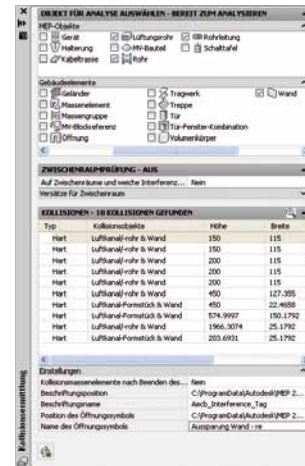 OBJEKT FÜR ANALYSE AUSWÄHLEN - BEREIT ZUM ANALYSIEREN
MEP-Objekte
Gerät Lüftungsrohr Rohrleitung
Halterung MV-Bauteil Schalttafel
Kabeltrasse Rohr
Gebäudeelemente
Geländer Tragwerk Wand
Massenelement Treppe
Massengruppe Tür
MV-Blockreferenz Tür-Fenster-Kombination
Öffnung Volumenkörper
ZWISCHENRAUMPRÜFUNG - AUS
Auf Zwischenräume und weiche Interferenz... Nein
Versätze für Zwischenraum
KOLLISIONEN - 10 KOLLISIONEN GEFUNDEN
Typ Kollisionsobjekte Höhe Breite
Hart Luftkanal/-rohr & Wand 150 115
Hart Luftkanal/-rohr & Wand 150 115
Hart Luftkanal/-rohr & Wand 200 115
Hart Luftkanal/-rohr & Wand 200 115
Hart Luftkanal/-rohr & Wand 200 115
Hart Luftkanal/-rohr & Wand 450 127.355
Hart Luftkanal-Formstück & Wand 450 22.4658
Hart Luftkanal-Formstück & Wand 574.9997 150.1792
Hart Luftkanal-Formstück & Wand 1966.3074 25.1792
Hart Luftkanal-Formstück & Wand 203.6931 25.1792
Einstellungen
Kollisionsmassenelemente nach Beenden des... Nein
Beschriftungsposition C:\ProgramData\Autodesk\MEP 2...
Beschriftungsname Aecb_Interference_Tag
Position des Öffnungssymbols C:\ProgramData\Autodesk\MEP 2...
Name des Öffnungssymbols Aussparung Wand - re
Kollisionsermittlung